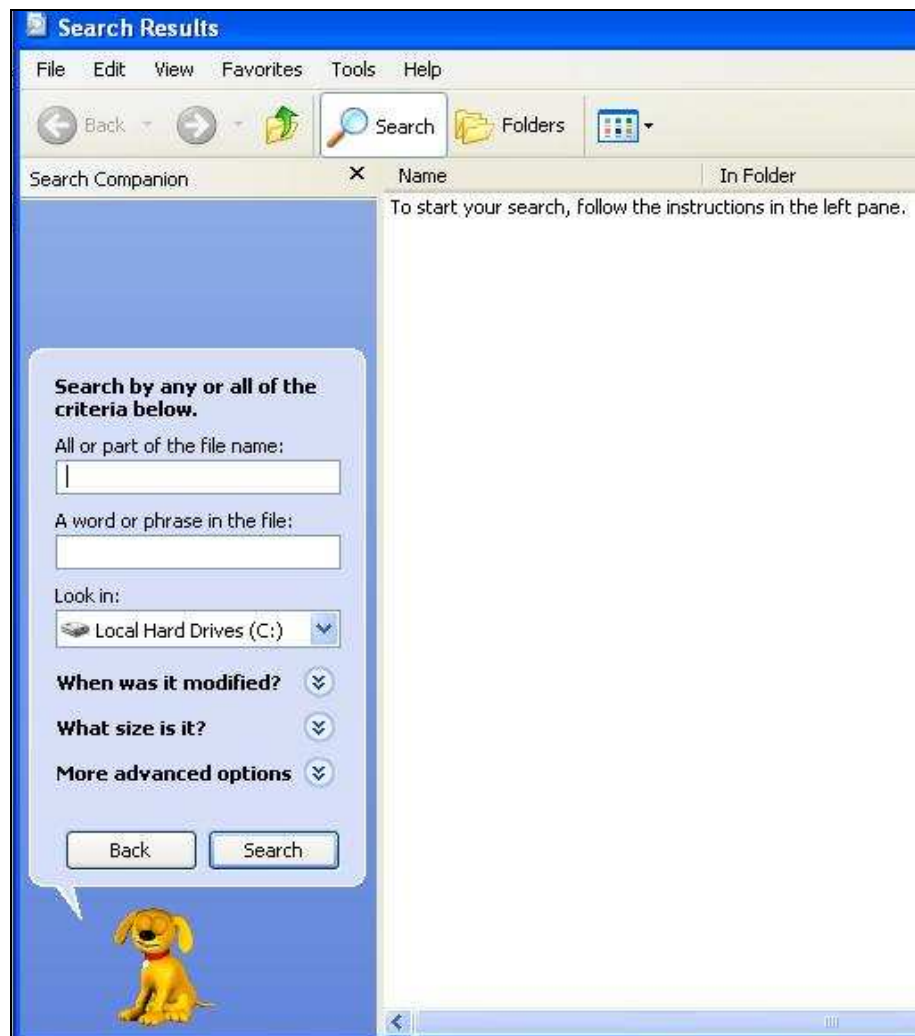 Search Results
File Edit View Favorites Tools Help
Back Search Folders
Search Companion
Name In Folder
To start your search, follow the instructions in the left pane.
Search by any or all of the
criteria below.
All or part of the file name:
A word or phrase in the file:
Look in:
Local Hard Drives (C:)
When was it modified?
What size is it?
More advanced options
Back Search